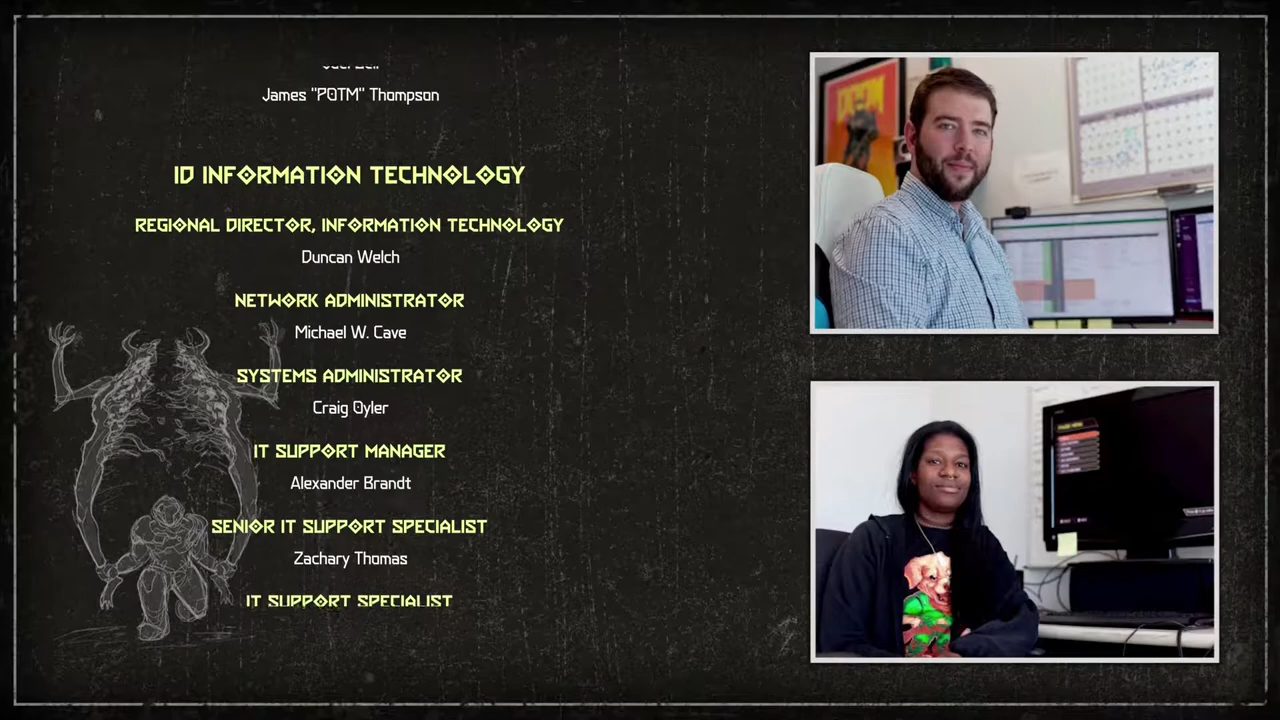 James "POTM" Thompson
ID INFORMATION TECHNOLOGY
REGIONAL DIRECTOR, INFORMATION TECHNOLOGY
Duncan Welch
NETWORK ADMINISTRATOR
Michael W. Cave
SYSTEMS ADMINISTRATOR
Craig Oyler
IT SUPPORT MANAGER
Alexander Brandt
SENIOR IT SUPPORT SPECIALIST
Zachary Thomas
IT SUPPORT SPECIALIST
DOOM